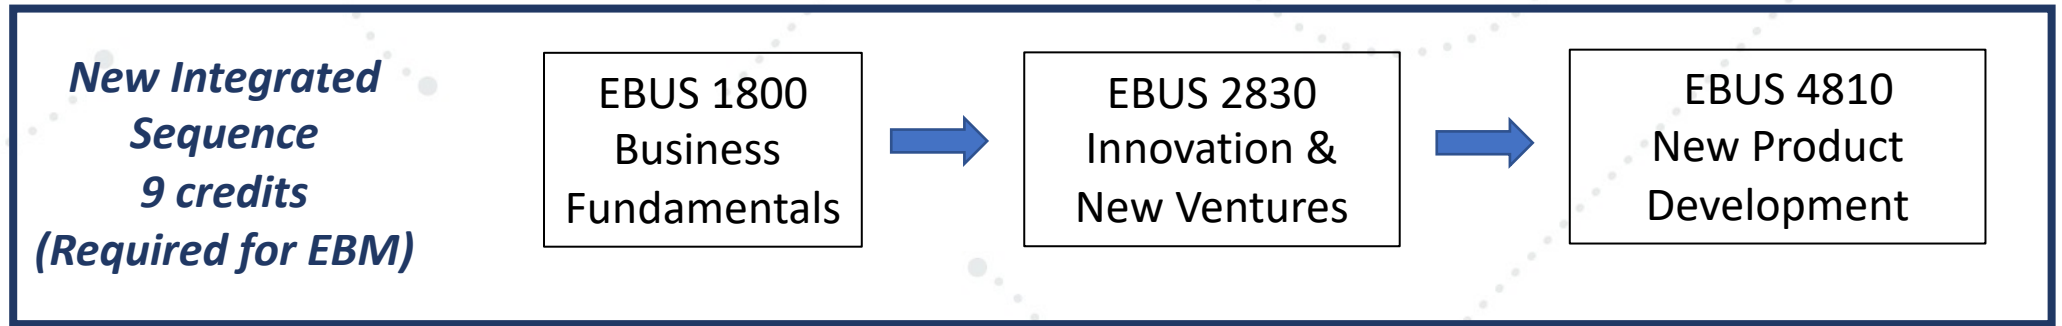 New Integrated
Sequence
9 credits
(Required for EBM)
EBUS 1800
Business
Fundamentals
EBUS 2830
Innovation &
New Ventures
EBUS 4810
New Product
Development